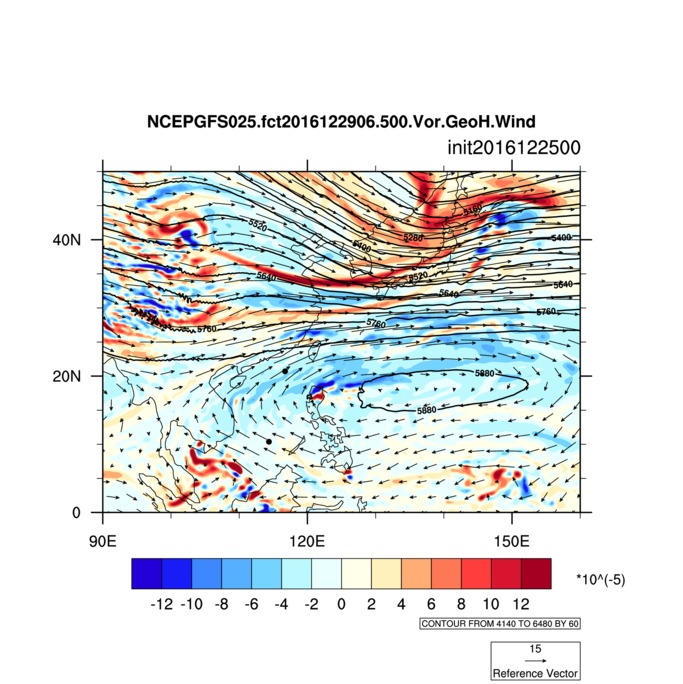 NCEPGFS025.fct2016122906.500.Vor.GeoH.Wind
init2016122500
5160
5520
5280
5400
5400
40N
5520
5640
5640
5640
5760
5760
5760
20N
5880
5880
0
90E 120E 150E
*10^(-5)
-12 -10 -8 -6 -4 -2 0 2 4 6 8 10 12
CONTOUR FROM 4140 TO 6480 BY 60
15
Reference Vector